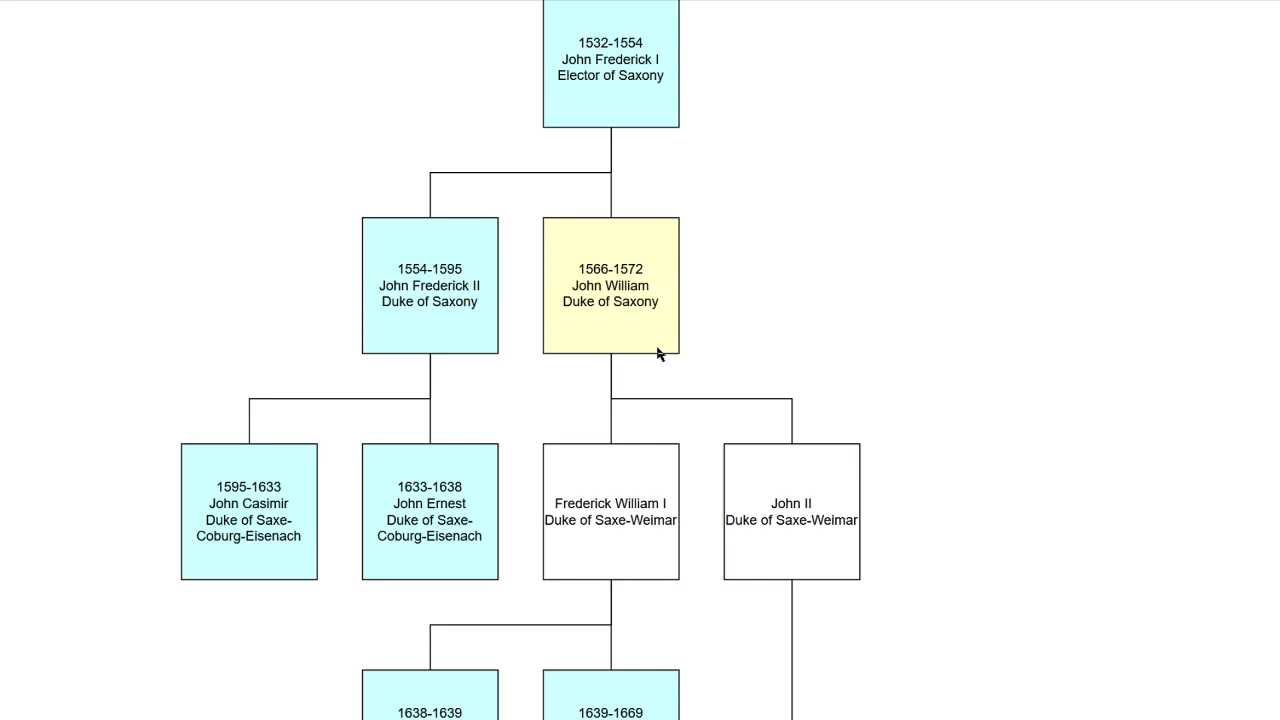 1532-1554
John Frederick I
Elector of Saxony
1554-1595
John Frederick II
Duke of Saxony
1566-1572
John William
Duke of Saxony
1595-1633
John Casimir
Duke of Saxe-
Coburg-Eisenach
1633-1638
John Ernest
Duke of Saxe-
Coburg-Eisenach
Frederick William I
Duke of Saxe-Weimar
John II
Duke of Saxe-Weimar
1638-1639
1639-1669